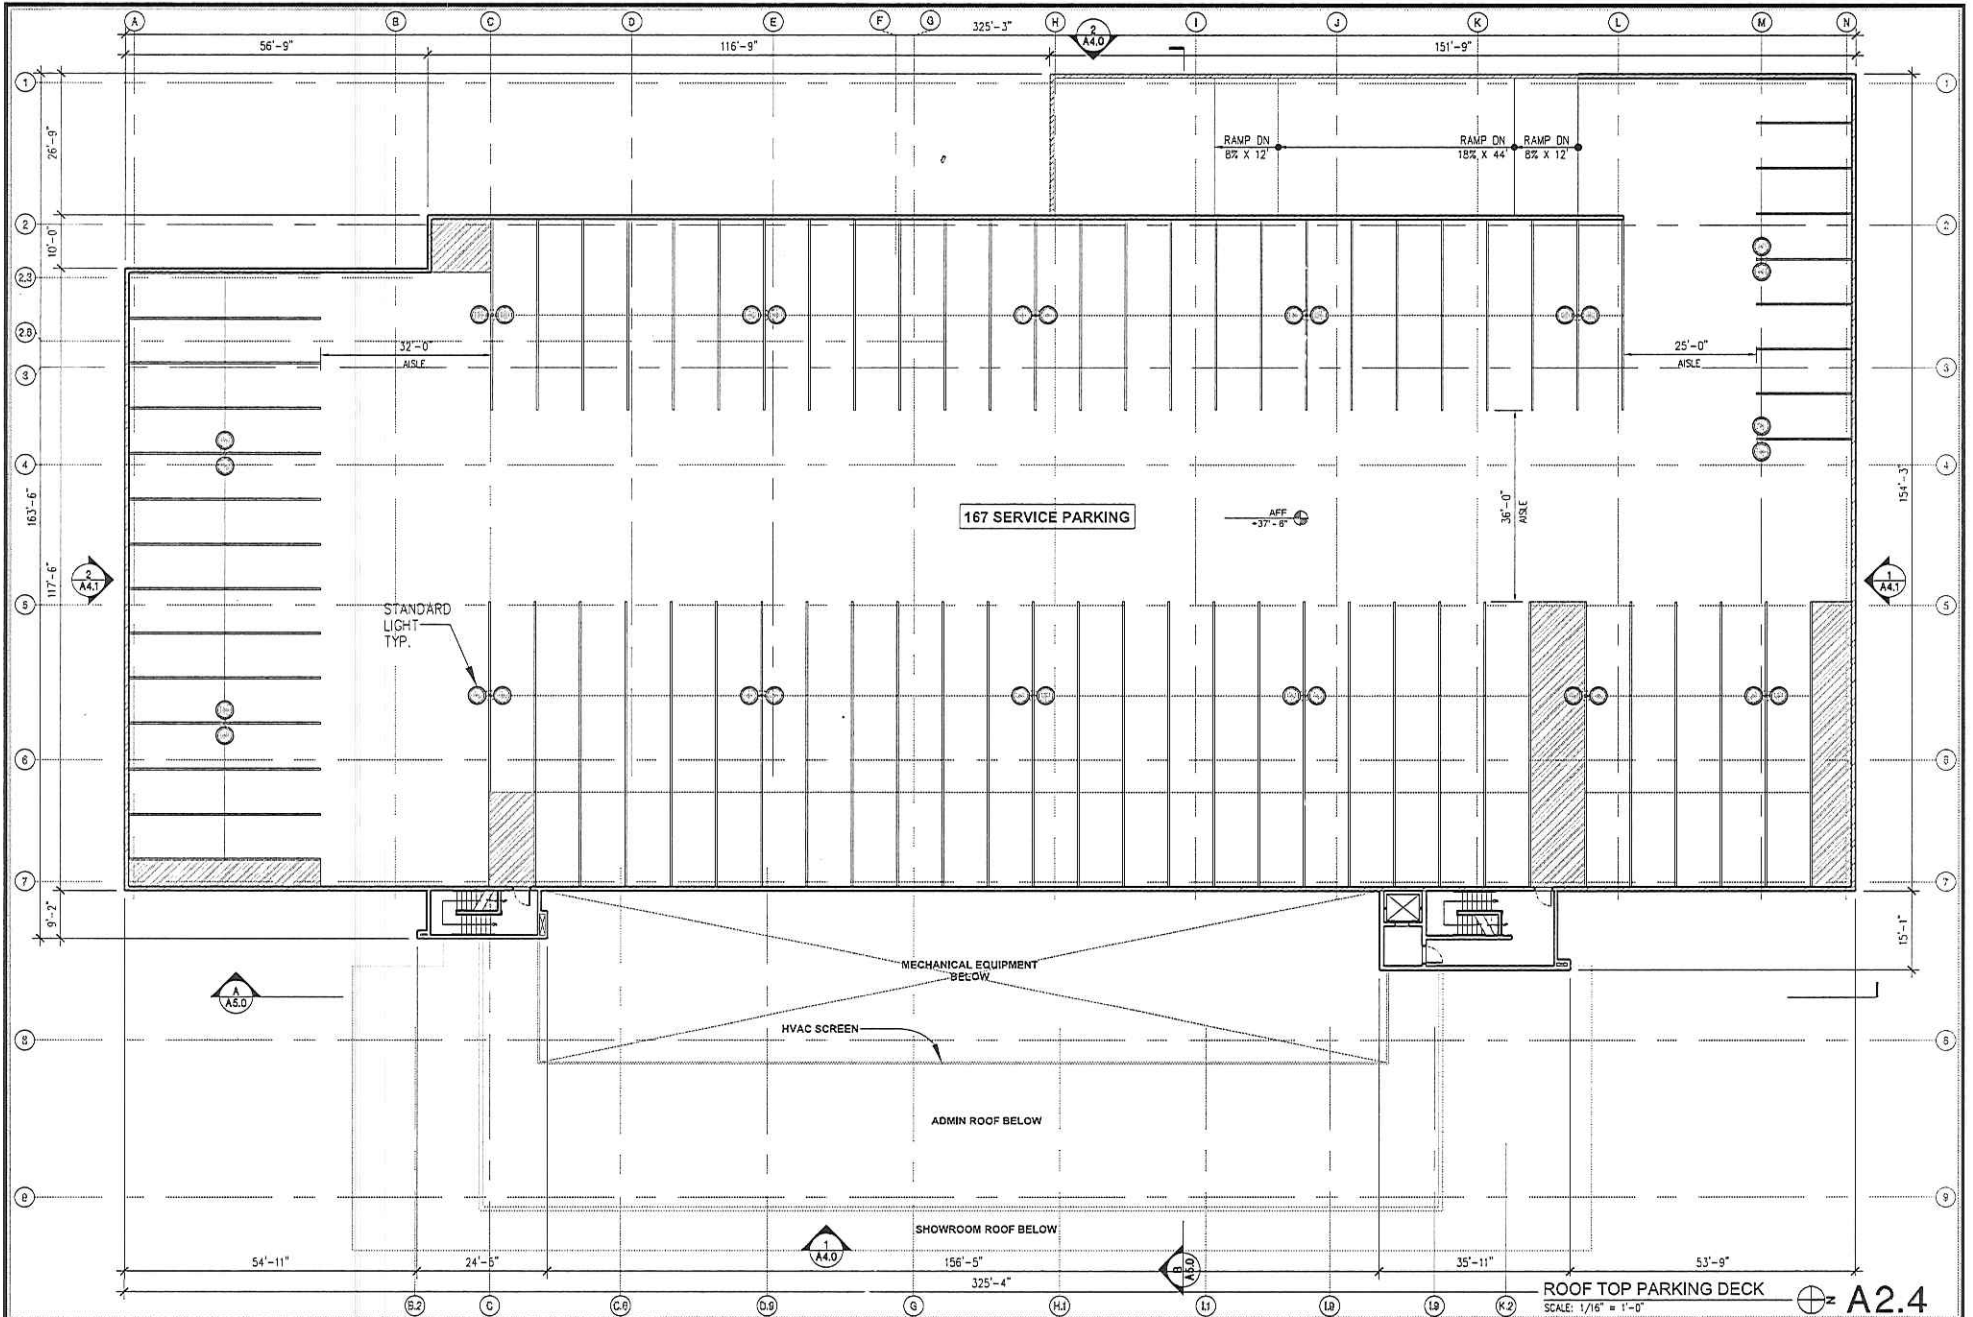 A B C D E F G H I J K L M N
325'-3"
2
A4.0
56'-9" 116'-9" 151'-9"
1 1
26'-9"
RAMP DN
8% X 12'
RAMP DN
18% X 44'
RAMP DN
8% X 12'
2 2
10'-0"
2.3
2.8
32'-0"
AISLE
25'-0"
AISLE
3 3
4 4
163'-6"
36'-0"
AISLE
154'-3"
167 SERVICE PARKING
AFF
+37'-6"
2
A4.1
117'-6"
1
A4.1
5 5
STANDARD
LIGHT
TYP.
6 6
7 7
9'-2"
15'-1"
MECHANICAL EQUIPMENT
BELOW
A
A5.0
HVAC SCREEN
8 8
ADMIN ROOF BELOW
9 9
SHOWROOM ROOF BELOW
1
A4.0
B
A5.0
54'-11" 156'-5" 35'-11" 53'-9"
325'-4"
C G H.1 I.1 K.2
ROOF TOP PARKING DECK
SCALE: 1/16" = 1'-0"
N
A2.4